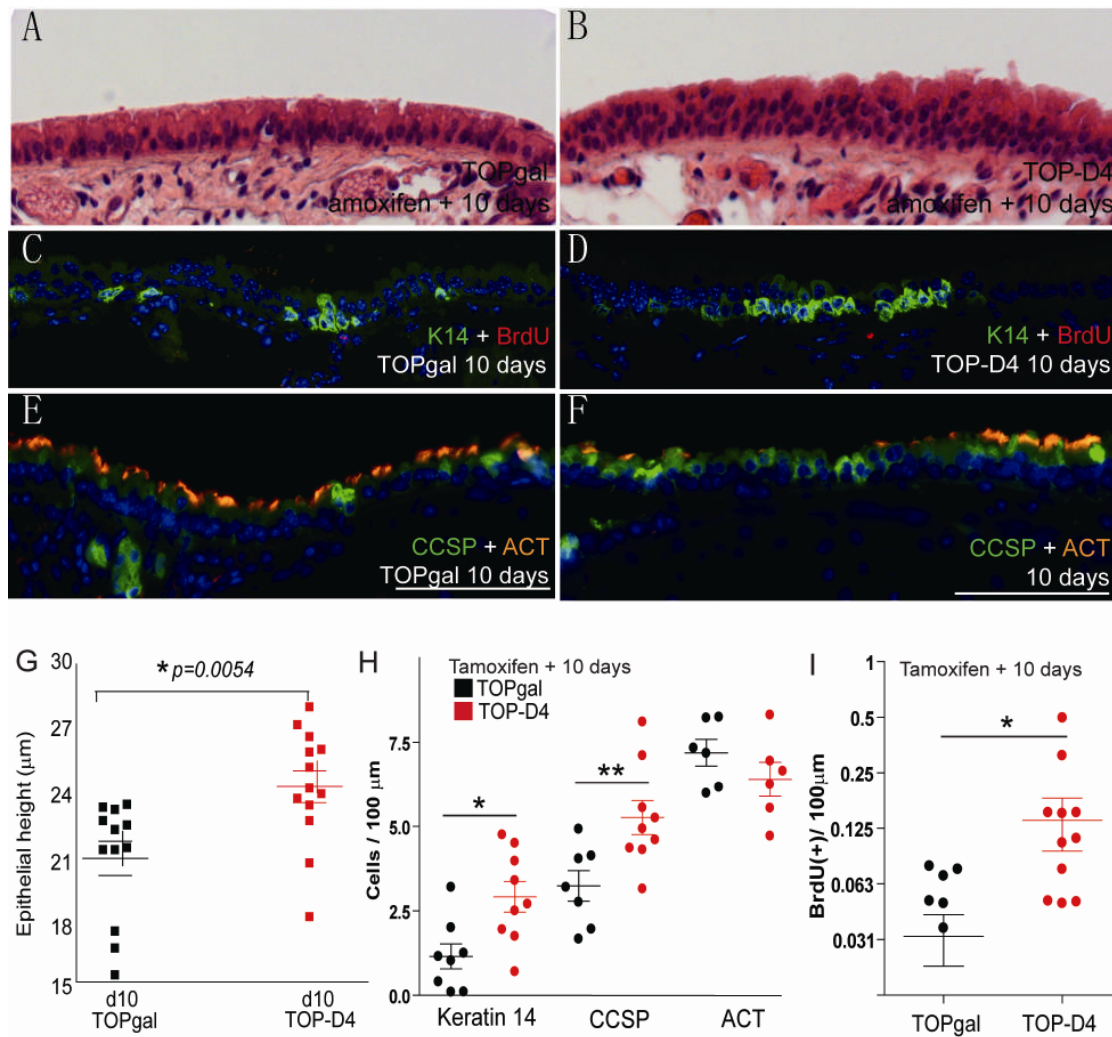 A
TOPgal
amoxifen + 10 days
B
TOP-D4
amoxifen + 10 days
C
K14 + BrdU
TOPgal 10 days
D
K14 + BrdU
TOP-D4 10 days
E
CCSP + ACT
TOPgal 10 days
F
CCSP + ACT
10 days
G
30
27
24
21
18
15
Epithelial height (μm)
* p=0.0054
d10
TOPgal
d10
TOP-D4
H
Tamoxifen + 10 days
TOPgal
TOP-D4
Cells / 100 μm
7.5
5.0
2.5
0.0
*
**
Keratin 14
CCSP
ACT
I
Tamoxifen + 10 days
BrdU(+)/ 100μm
1
0.5
0.25
0.125
0.063
0.031
*
TOPgal
TOP-D4